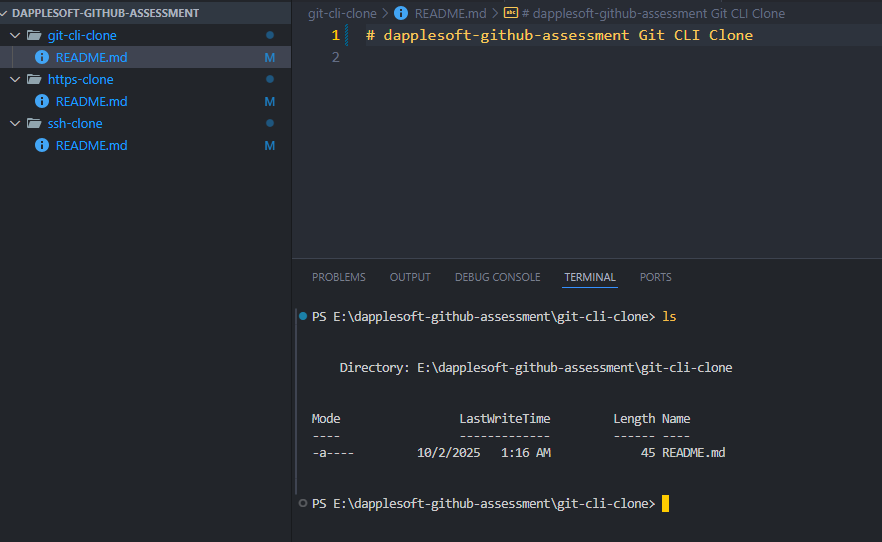 DAPPLESOFT-GITHUB-ASSESSMENT
git-cli-clone
README.md M
https-clone
README.md M
ssh-clone
README.md M
git-cli-clone > README.md > # dapplesoft-github-assessment Git CLI Clone
1 # dapplesoft-github-assessment Git CLI Clone
2
PROBLEMS OUTPUT DEBUG CONSOLE TERMINAL PORTS
PS E:\dapplesoft-github-assessment\git-cli-clone> ls
Directory: E:\dapplesoft-github-assessment\git-cli-clone
Mode LastWriteTime Length Name
---- ------------- ------ ----
-a---- 10/2/2025 1:16 AM 45 README.md
PS E:\dapplesoft-github-assessment\git-cli-clone>